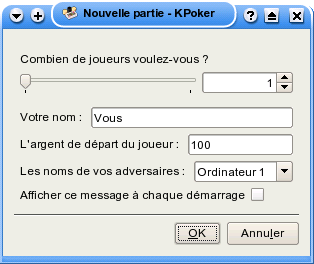 Nouvelle partie - KPoker
Combien de joueurs voulez-vous ?
1
Votre nom : Vous
L'argent de départ du joueur : 100
Les noms de vos adversaires : Ordinateur 1
Afficher ce message à chaque démarrage
OK Annuler